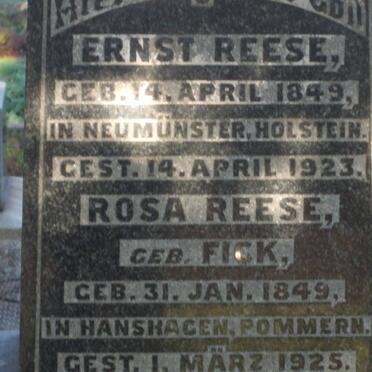 ERNST REESE,
GEB. 14. APRIL 1849,
IN NEUMÜNSTER, HOLSTEIN.
GEST. 14. APRIL 1923.
ROSA REESE,
GEB. FICK,
GEB. 31. JAN. 1849,
IN HANSHAGEN, POMMERN.
GEST. 1. MÄRZ 1925.